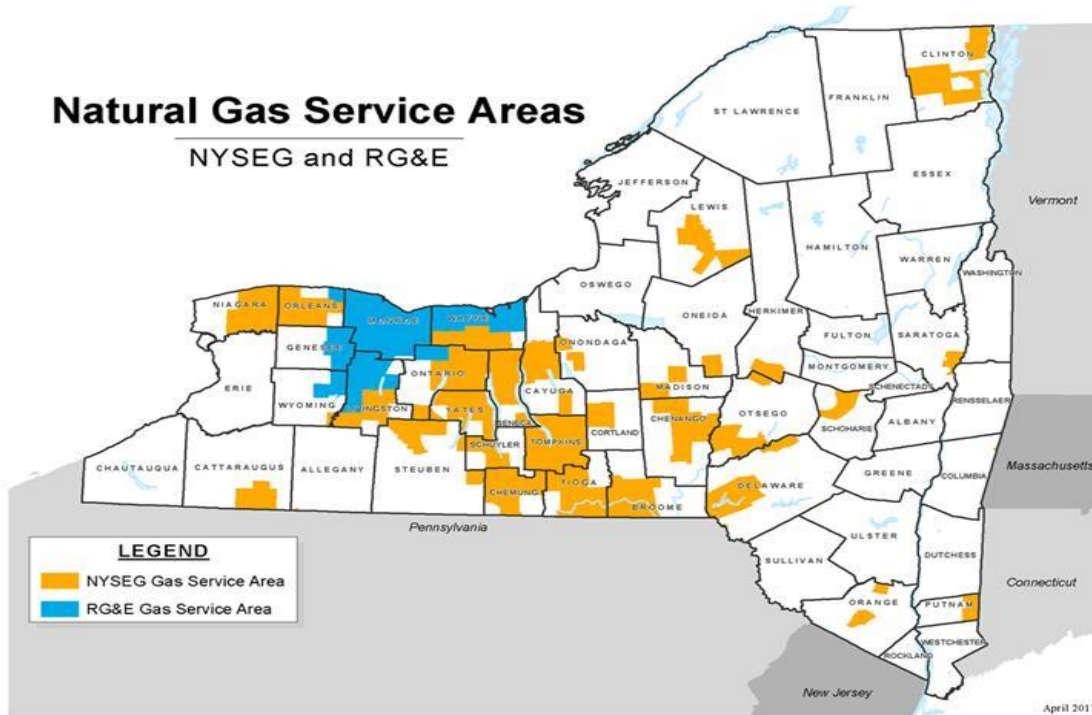 Natural Gas Service Areas
NYSEG and RG&E
CLINTON
FRANKLIN
ST LAWRENCE
ESSEX
JEFFERSON
LEWIS
Vermont
HAMILTON
WARREN
WASHINGTON
OSWEGO
ONEIDA
HERKIMER
NIAGARA
ORLEANS
MONROE
WAYNE
FULTON
SARATOGA
ONONDAGA
GENESEE
MONTGOMERY
ONTARIO
CAYUGA
MADISON
SCHENECTADY
ERIE
WYOMING
LIVINGSTON
YATES
SENECA
CHENANGO
OTSEGO
RENSSELAER
SCHOHARIE
ALBANY
CORTLAND
TOMPKINS
SCHUYLER
CHAUTAUQUA
CATTARAUGUS
ALLEGANY
STEUBEN
GREENE
COLUMBIA
Massachusetts
TIOGA
DELAWARE
CHEMUNG
BROOME
Pennsylvania
ULSTER
SULLIVAN
DUTCHESS
Connecticut
ORANGE
PUTNAM
WESTCHESTER
ROCKLAND
New Jersey
LEGEND
NYSEG Gas Service Area
RG&E Gas Service Area
April 201